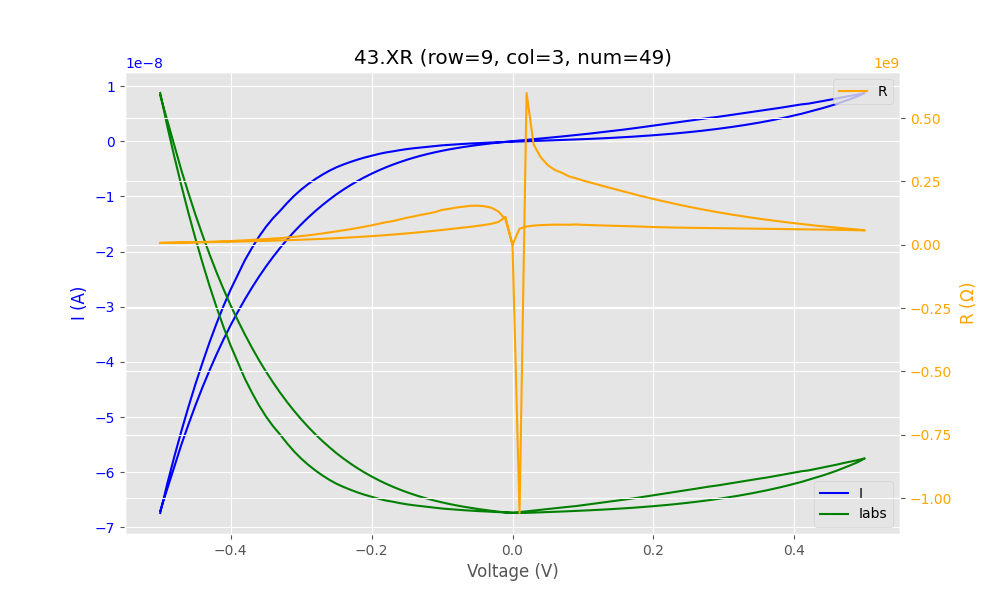 43.XR (row=9, col=3, num=49)
1e−8
1e9
R
1
0
−1
−2
−3
−4
−5
−6
−7
I (A)
0.50
0.25
0.00
−0.25
−0.50
−0.75
−1.00
R (Ω)
I
Iabs
−0.4
−0.2
0.0
0.2
0.4
Voltage (V)